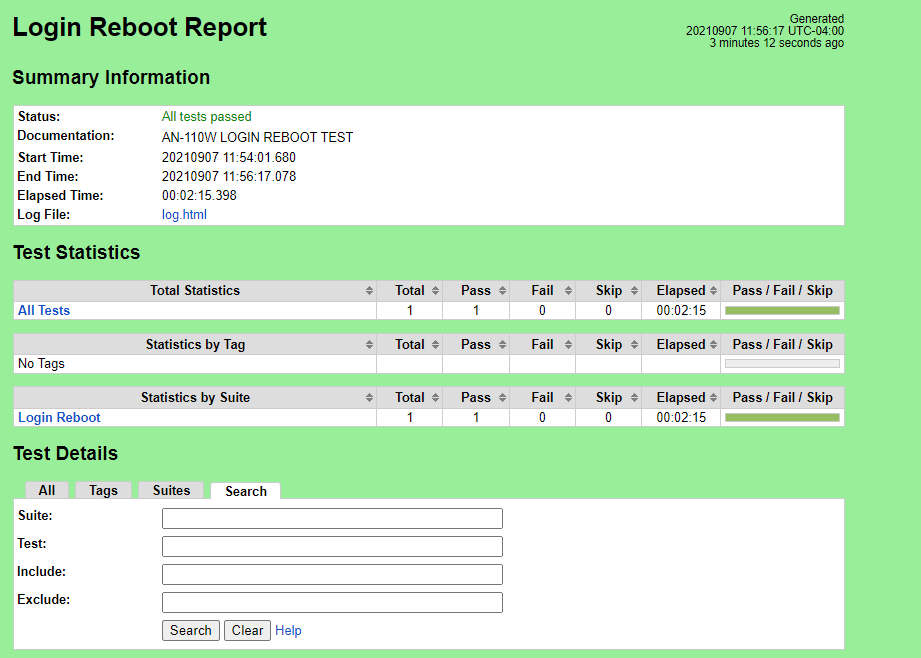 Login Reboot Report
Generated
20210907 11:56:17 UTC-04:00
3 minutes 12 seconds ago
Summary Information
Status: All tests passed
Documentation: AN-110W LOGIN REBOOT TEST
Start Time: 20210907 11:54:01.680
End Time: 20210907 11:56:17.078
Elapsed Time: 00:02:15.398
Log File: log.html
Test Statistics
Total Statistics Total Pass Fail Skip Elapsed Pass / Fail / Skip
All Tests 1 1 0 0 00:02:15
Statistics by Tag Total Pass Fail Skip Elapsed Pass / Fail / Skip
No Tags
Statistics by Suite Total Pass Fail Skip Elapsed Pass / Fail / Skip
Login Reboot 1 1 0 0 00:02:15
Test Details
All Tags Suites Search
Suite:
Test:
Include:
Exclude:
Search Clear Help